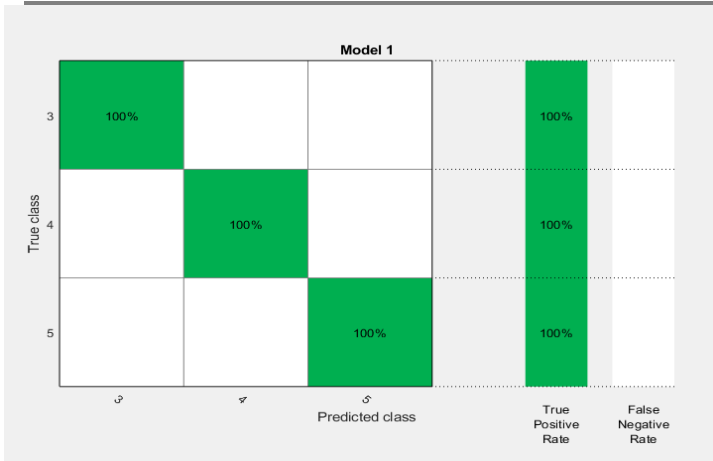 Model 1
True class
3
100%
100%
4
100%
100%
5
100%
100%
3
4
5
Predicted class
True
Positive
Rate
False
Negative
Rate